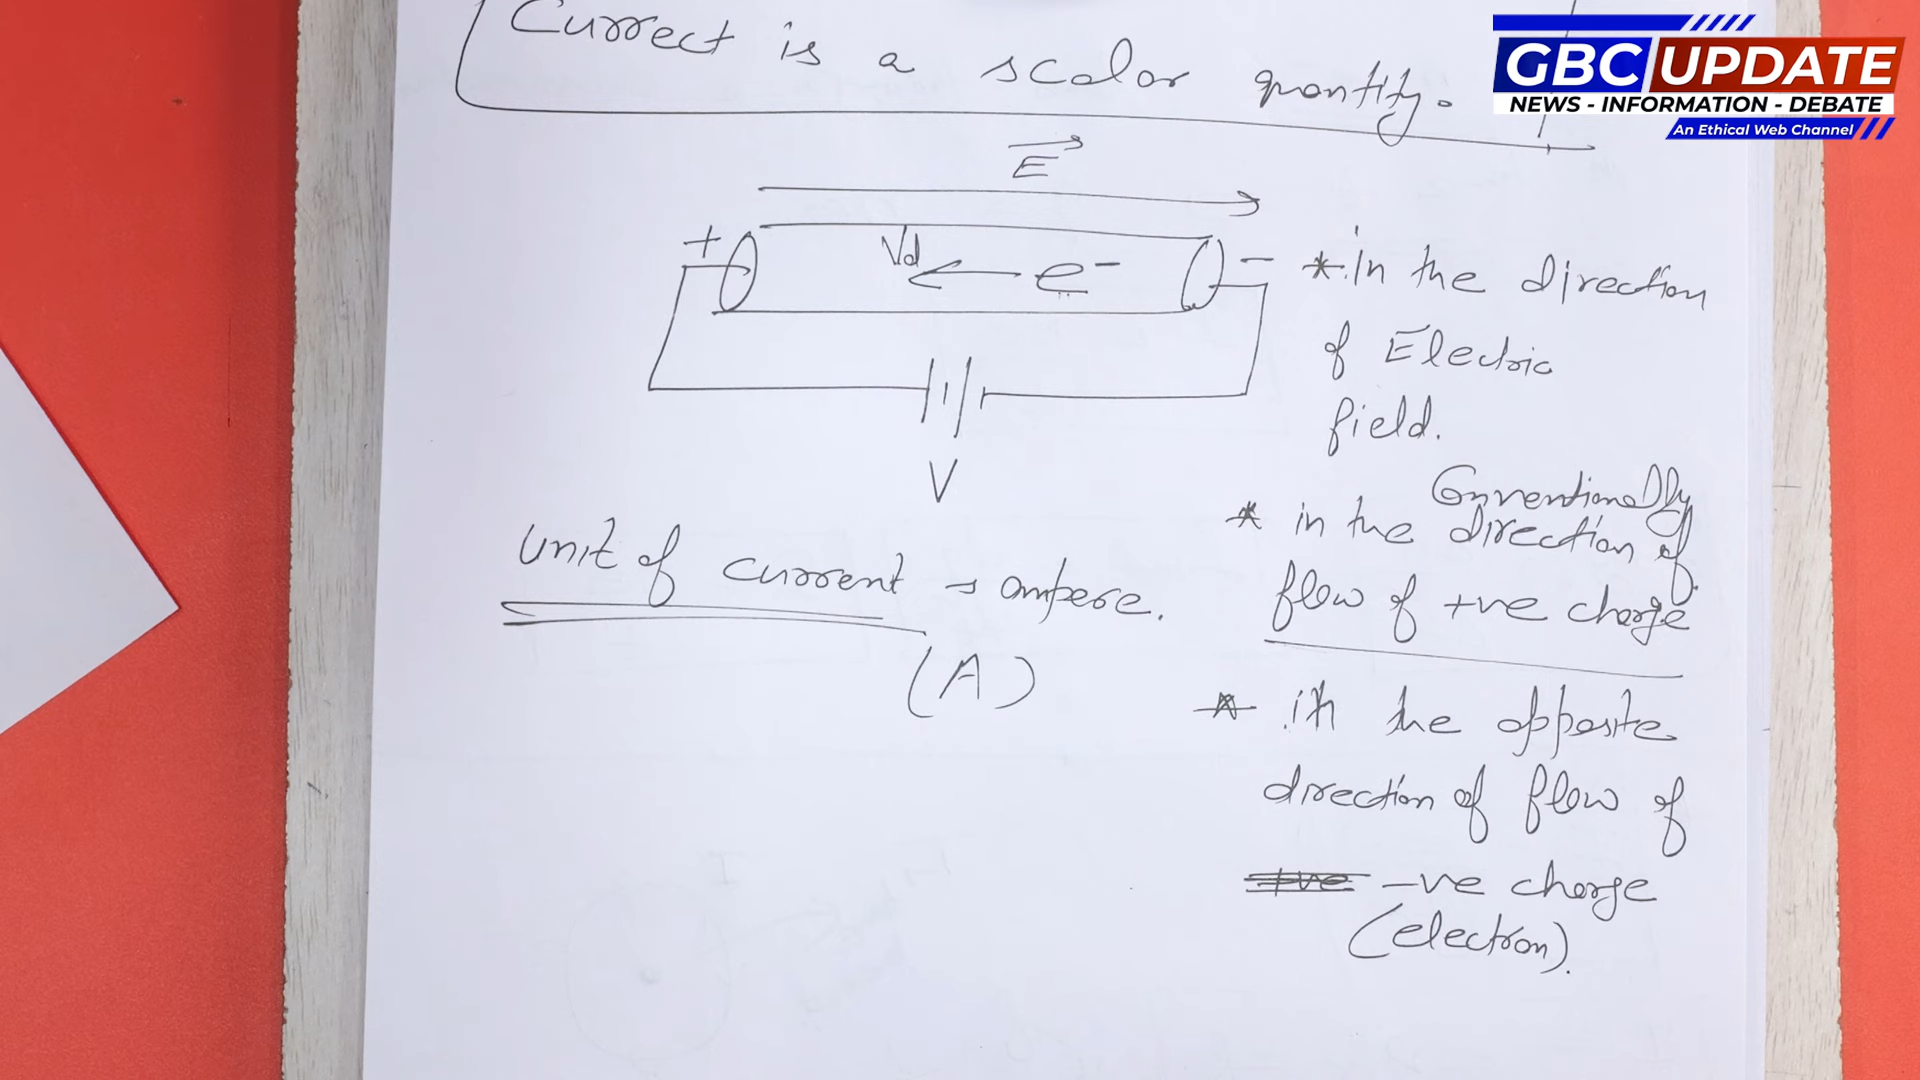 Currect is a scalar quantity.
GBC UPDATE
NEWS - INFORMATION - DEBATE
An Ethical Web Channel
E
+ Vd e- -
V
* in the direction
of Electric
field.
Conventionally
* in the direction of
flow of +ve charge
* in the opposite
direction of flow of
+ve -ve charge
(electron).
Unit of current → ampere.
(A)